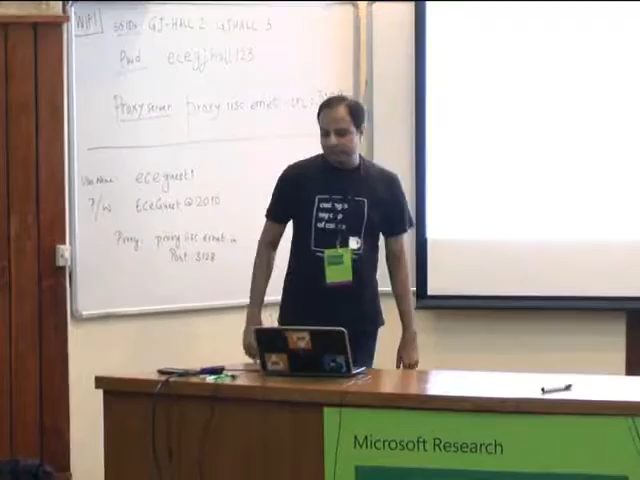 WIFI SSIDs: GJ-HALL 2 GJHALL 3
Pwd ecegjhall123
Proxy server proxy.iisc.ernet.in
User Name: eceguest1
P/W ECEGuest@2010
Proxy: proxy.iisc.ernet.in
Port: 3128
Microsoft Research